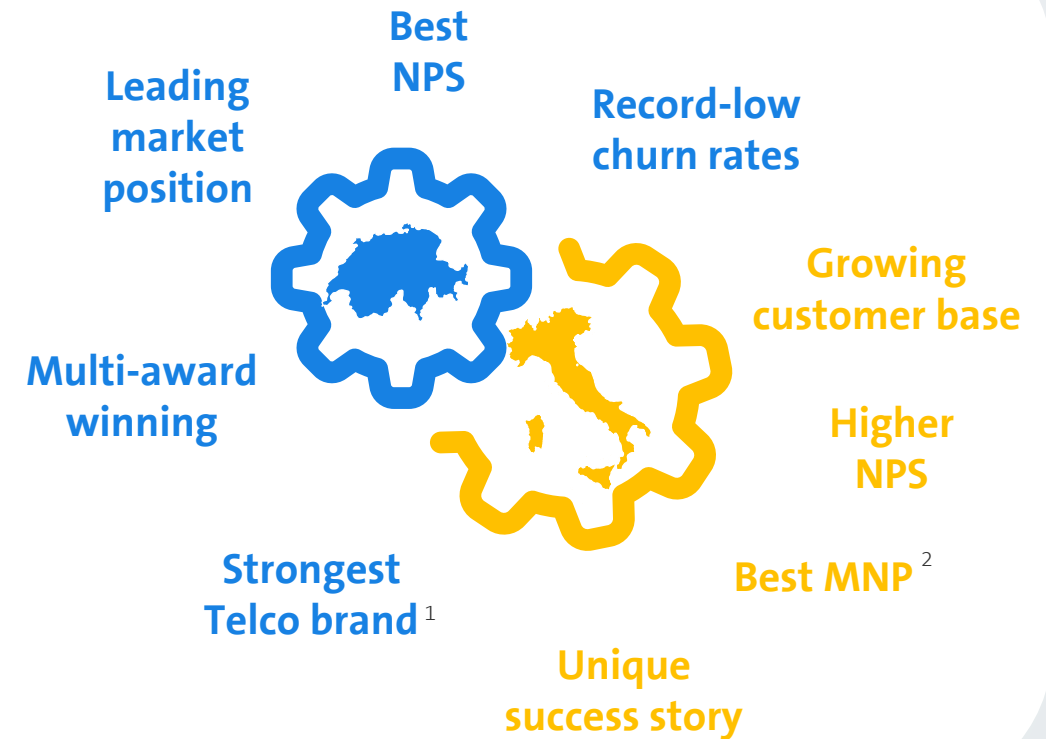 Best
NPS
Leading
market
position
Record-low
churn rates
Growing
customer base
Multi-award
winning
Higher
NPS
Strongest
Telco brand 1
Best MNP 2
Unique
success story